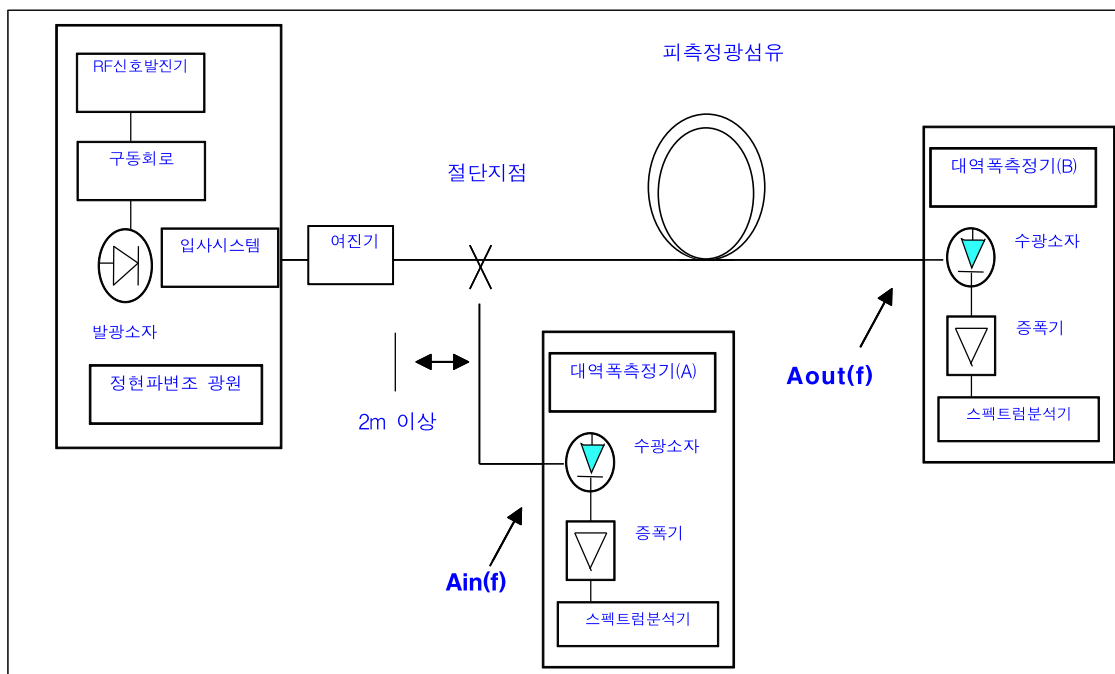 RF신호발진기
구동회로
입사시스템
발광소자
정현파변조 광원
여진기
절단지점
2m 이상
피측정광섬유
대역폭측정기(A)
수광소자
증폭기
스펙트럼분석기
Ain(f)
대역폭측정기(B)
수광소자
증폭기
스펙트럼분석기
Aout(f)